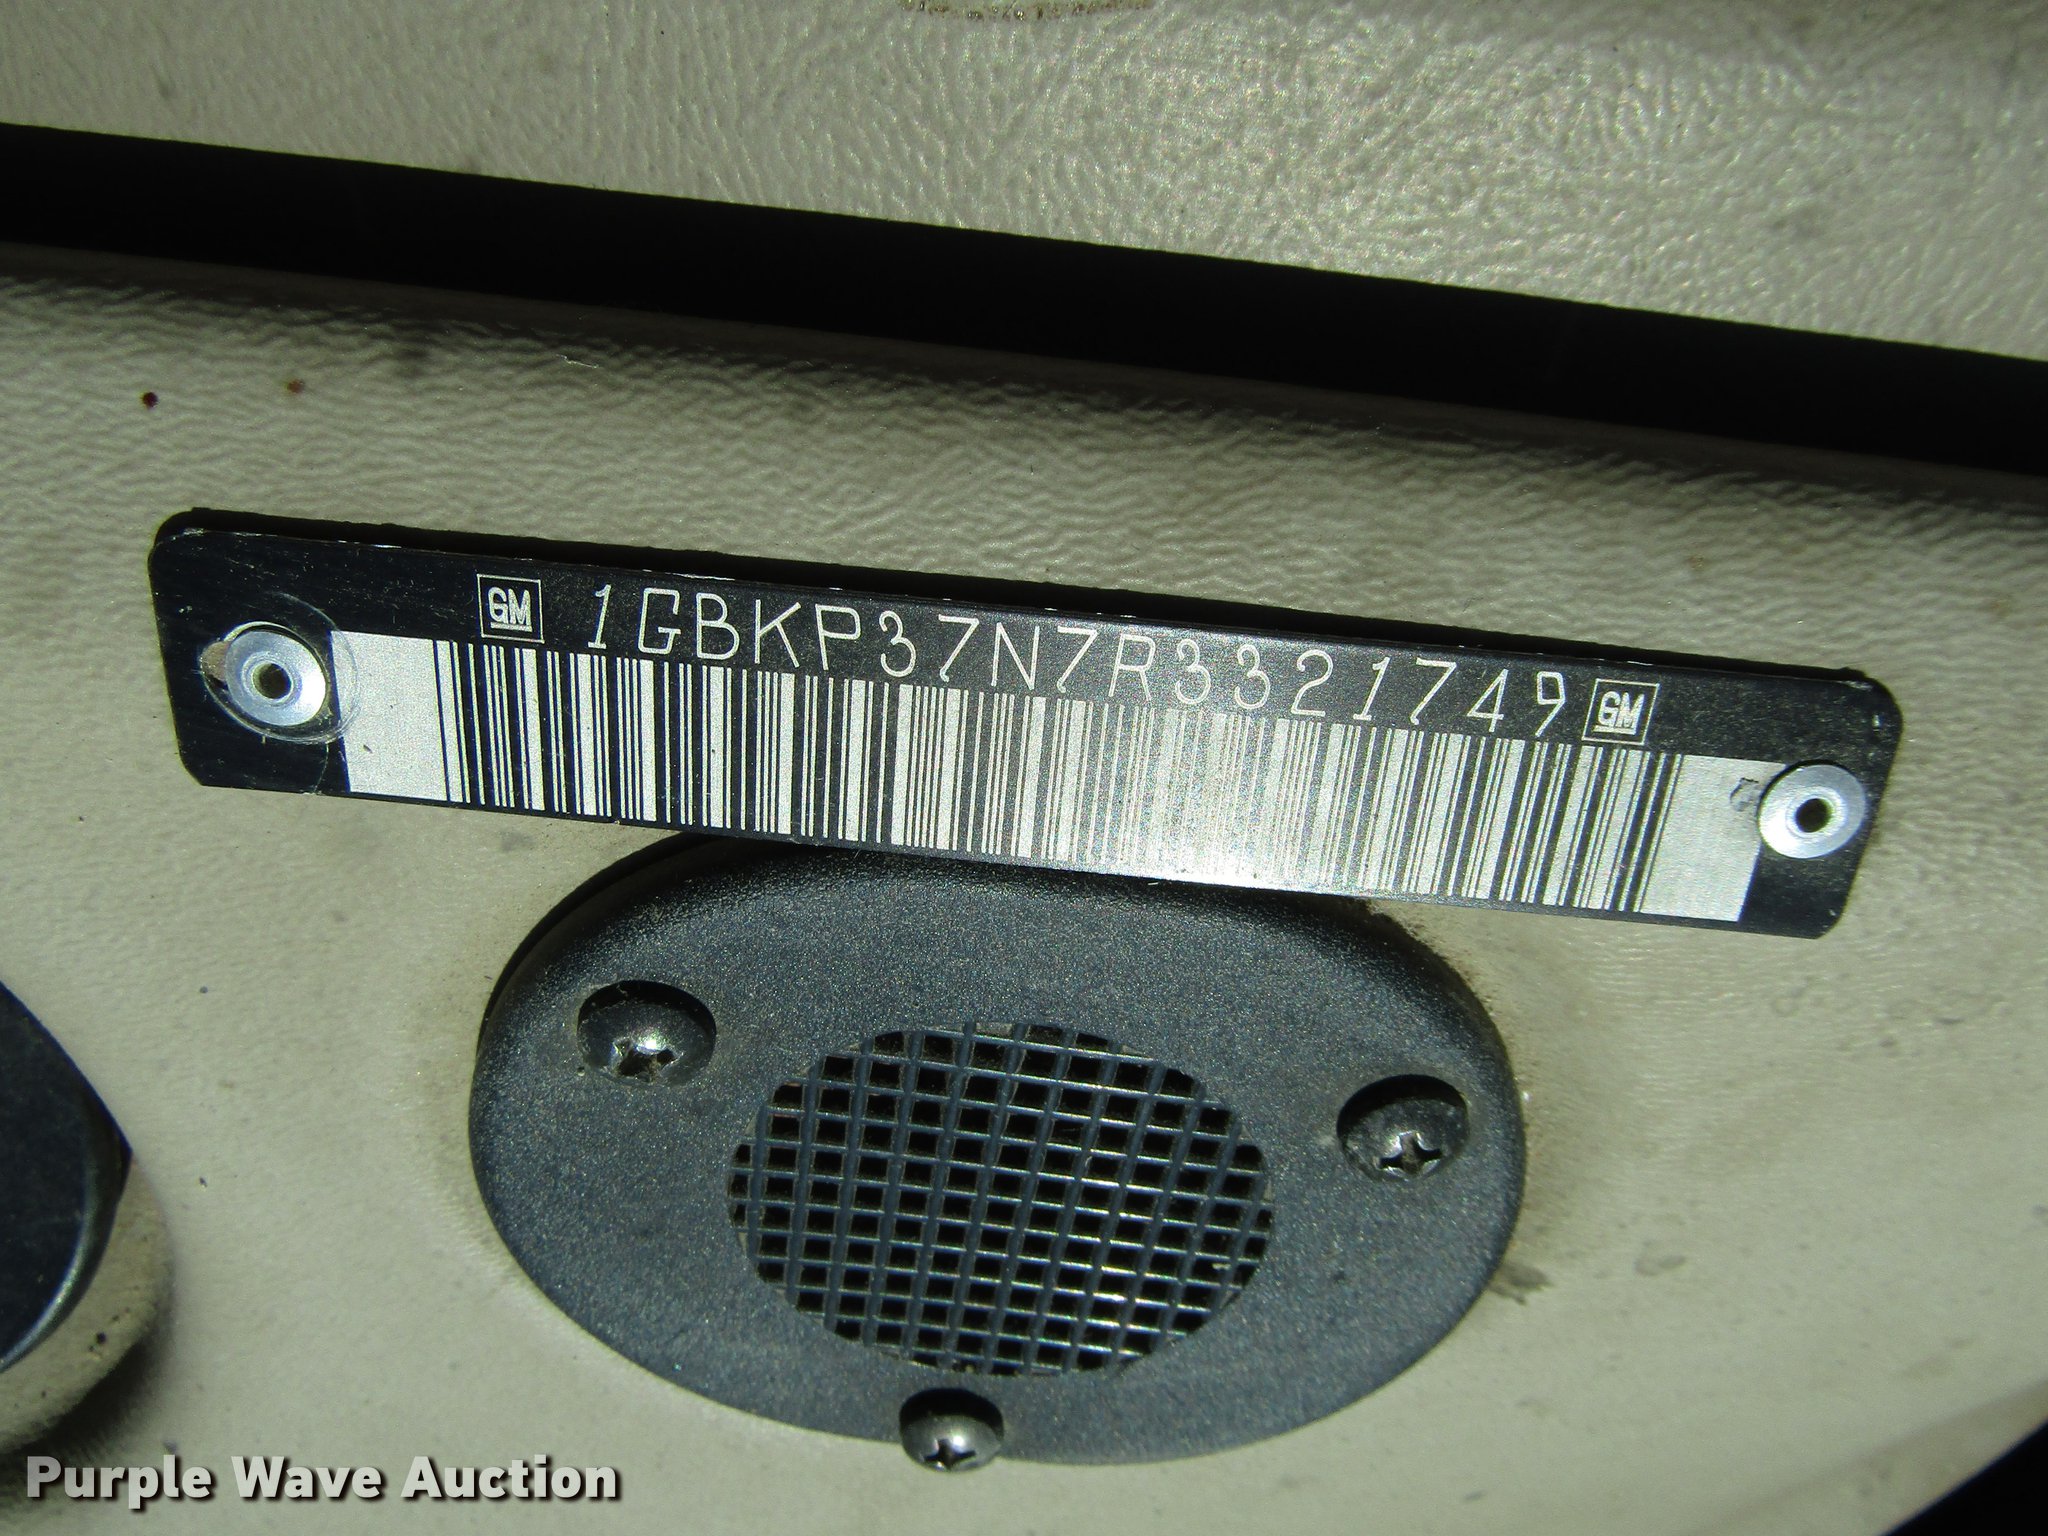 GM 1GBKP37N7R3321749 GM
Purple Wave Auction